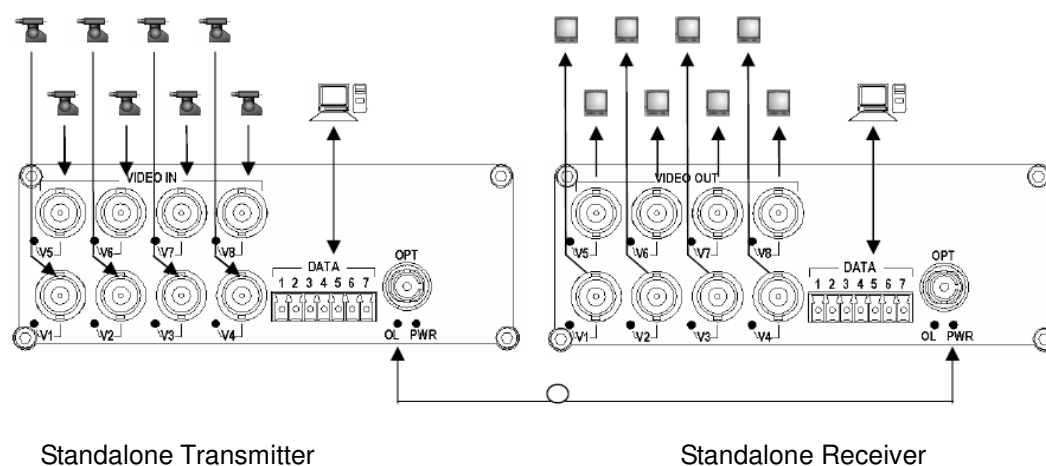 VIDEO IN
V5 V6 V7 V8
OPT
DATA
1 2 3 4 5 6 7
V1 V2 V3 V4
OL PWR
VIDEO OUT
V5 V6 V7 V8
OPT
DATA
1 2 3 4 5 6 7
V1 V2 V3 V4
OL PWR
Standalone Transmitter
Standalone Receiver